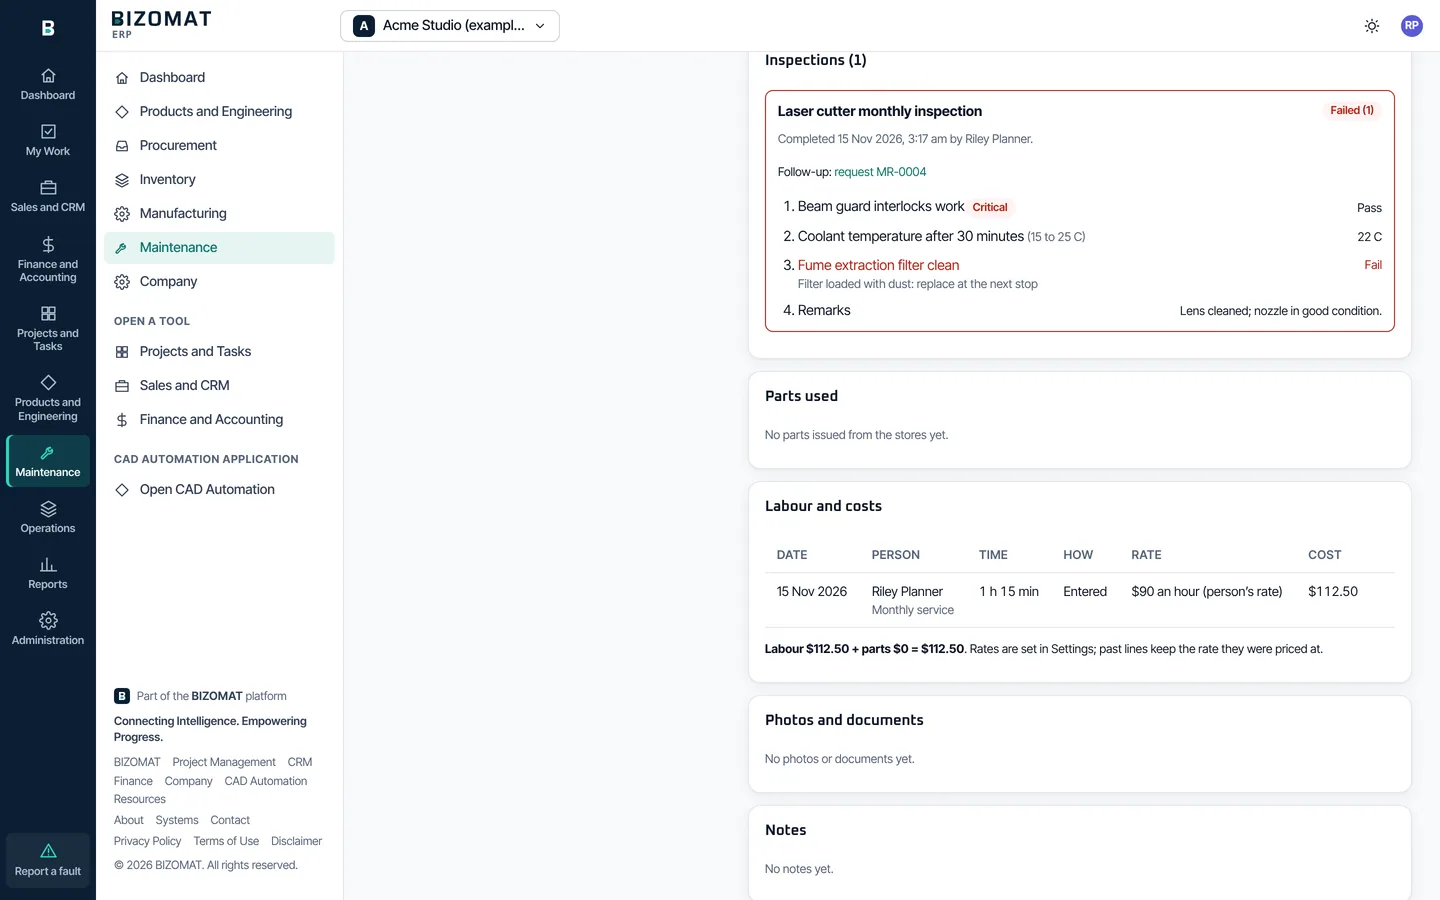 B
BIZOMAT
ERP
A Acme Studio (exampl...
RP
Dashboard
My Work
Sales and CRM
Finance and
Accounting
Projects and
Tasks
Products and
Engineering
Maintenance
Operations
Reports
Administration
Report a fault
Dashboard
Products and Engineering
Procurement
Inventory
Manufacturing
Maintenance
Company
OPEN A TOOL
Projects and Tasks
Sales and CRM
Finance and Accounting
CAD AUTOMATION APPLICATION
Open CAD Automation
B Part of the BIZOMAT platform
Connecting Intelligence. Empowering
Progress.
BIZOMAT Project Management CRM
Finance Company CAD Automation
Resources
About Systems Contact
Privacy Policy Terms of Use Disclaimer
© 2026 BIZOMAT. All rights reserved.
Inspections (1)
Laser cutter monthly inspection Failed (1)
Completed 15 Nov 2026, 3:17 am by Riley Planner.
Follow-up: request MR-0004
1. Beam guard interlocks work Critical Pass
2. Coolant temperature after 30 minutes (15 to 25 C) 22 C
3. Fume extraction filter clean Fail
Filter loaded with dust: replace at the next stop
4. Remarks Lens cleaned; nozzle in good condition.
Parts used
No parts issued from the stores yet.
Labour and costs
DATE PERSON TIME HOW RATE COST
15 Nov 2026 Riley Planner 1 h 15 min Entered $90 an hour (person’s rate) $112.50
Monthly service
Labour $112.50 + parts $0 = $112.50. Rates are set in Settings; past lines keep the rate they were priced at.
Photos and documents
No photos or documents yet.
Notes
No notes yet.